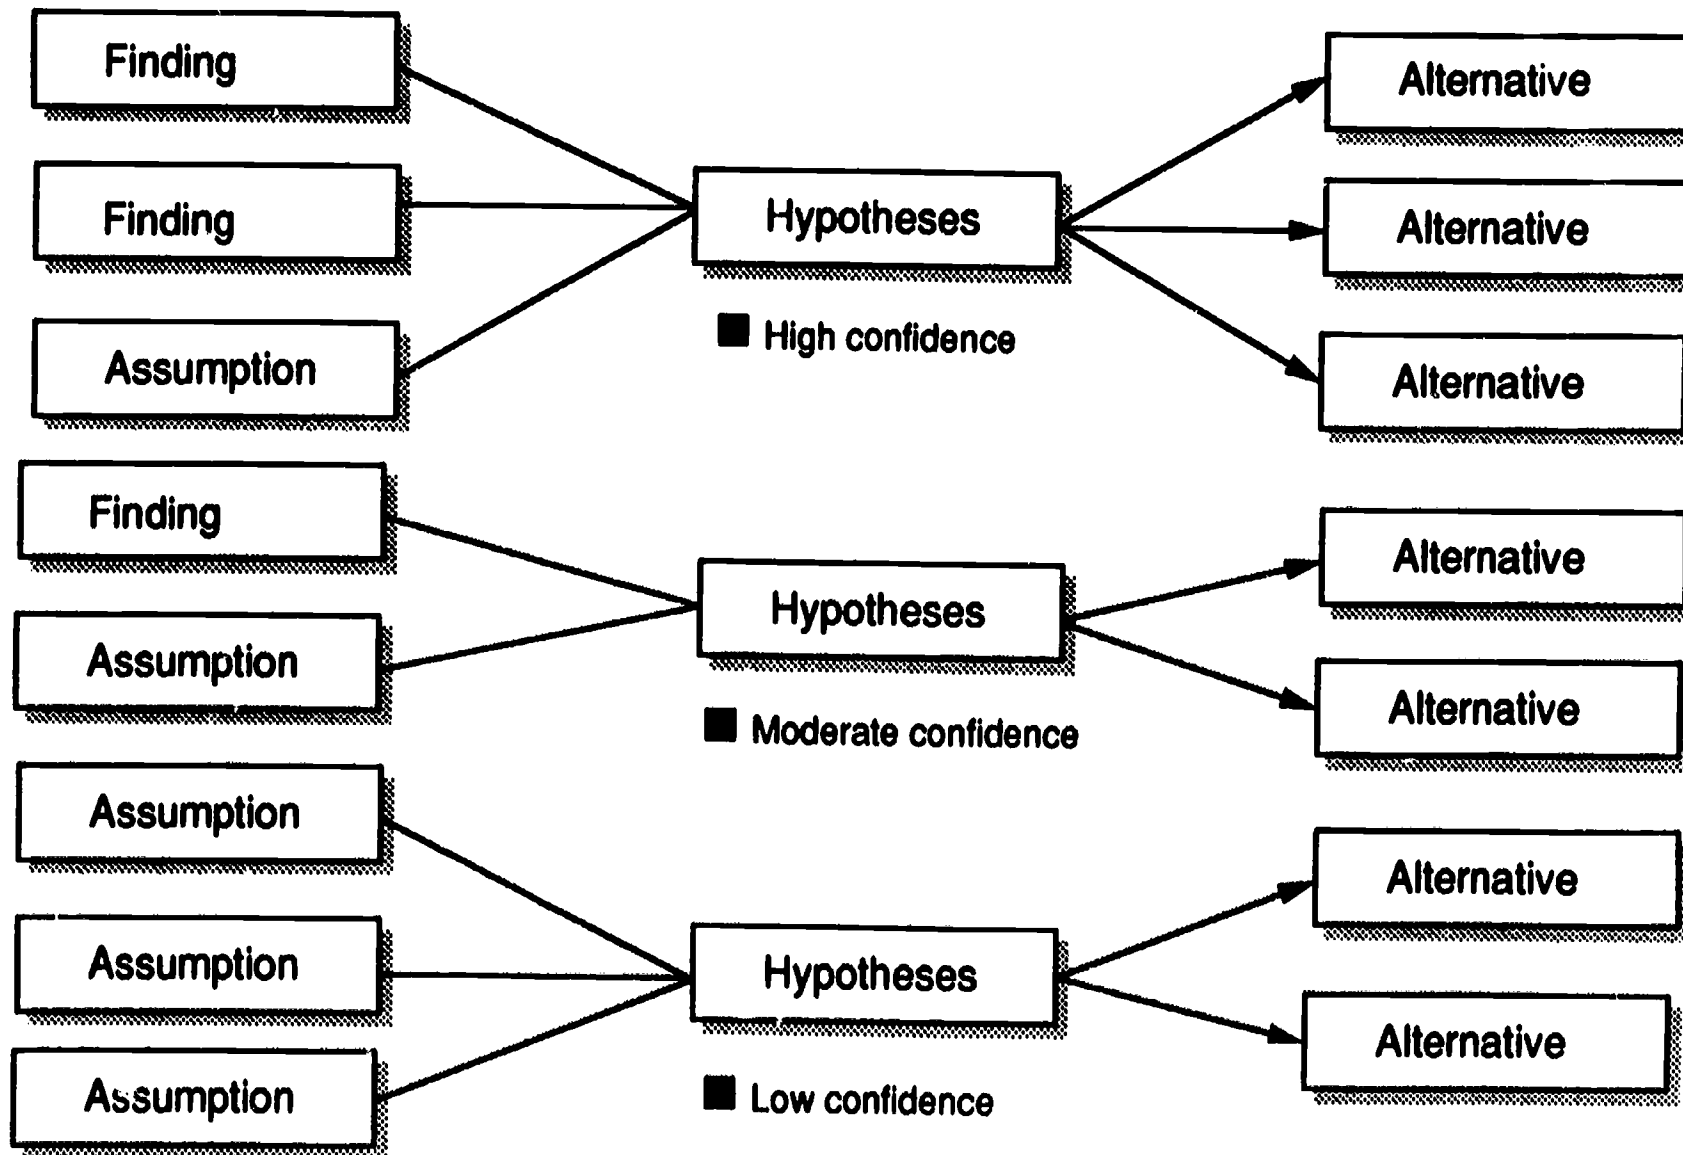 Finding
Finding
Assumption
Hypotheses
High confidence
Alternative
Alternative
Alternative
Finding
Assumption
Hypotheses
Moderate confidence
Alternative
Alternative
Assumption
Assumption
Assumption
Hypotheses
Low confidence
Alternative
Alternative